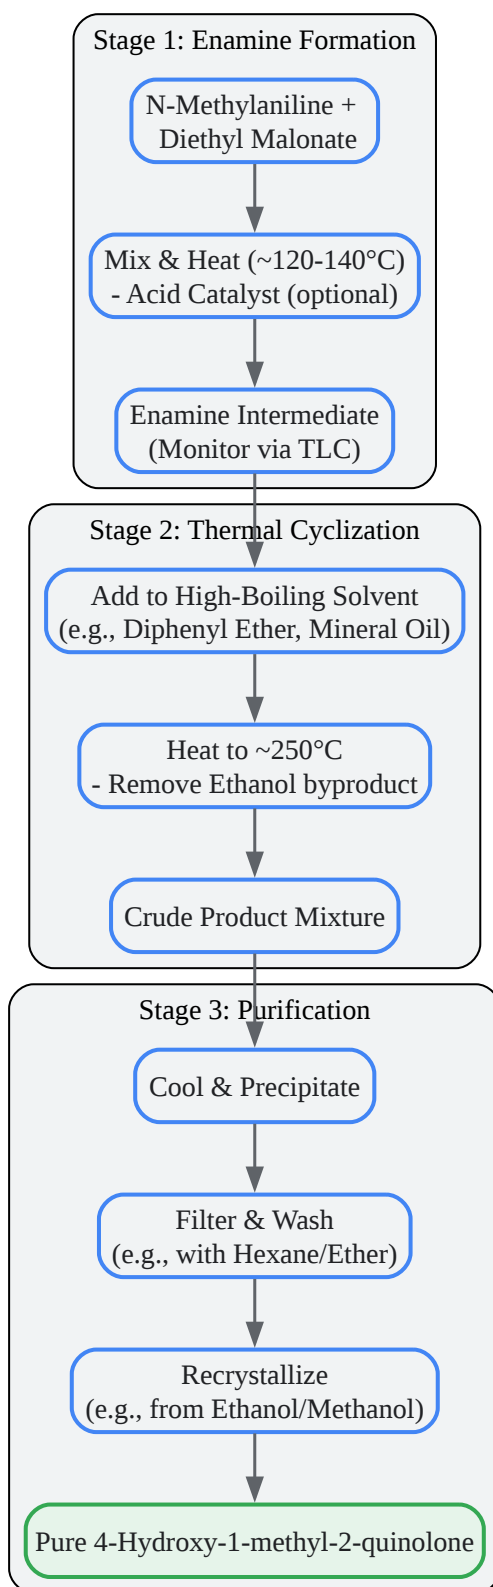 Stage 1: Enamine Formation
N-Methylaniline +
Diethyl Malonate
Mix & Heat (~120-140°C)
- Acid Catalyst (optional)
Enamine Intermediate
(Monitor via TLC)
Stage 2: Thermal Cyclization
Add to High-Boiling Solvent
(e.g., Diphenyl Ether, Mineral Oil)
Heat to ~250°C
- Remove Ethanol byproduct
Crude Product Mixture
Stage 3: Purification
Cool & Precipitate
Filter & Wash
(e.g., with Hexane/Ether)
Recrystallize
(e.g., from Ethanol/Methanol)
Pure 4-Hydroxy-1-methyl-2-quinolone